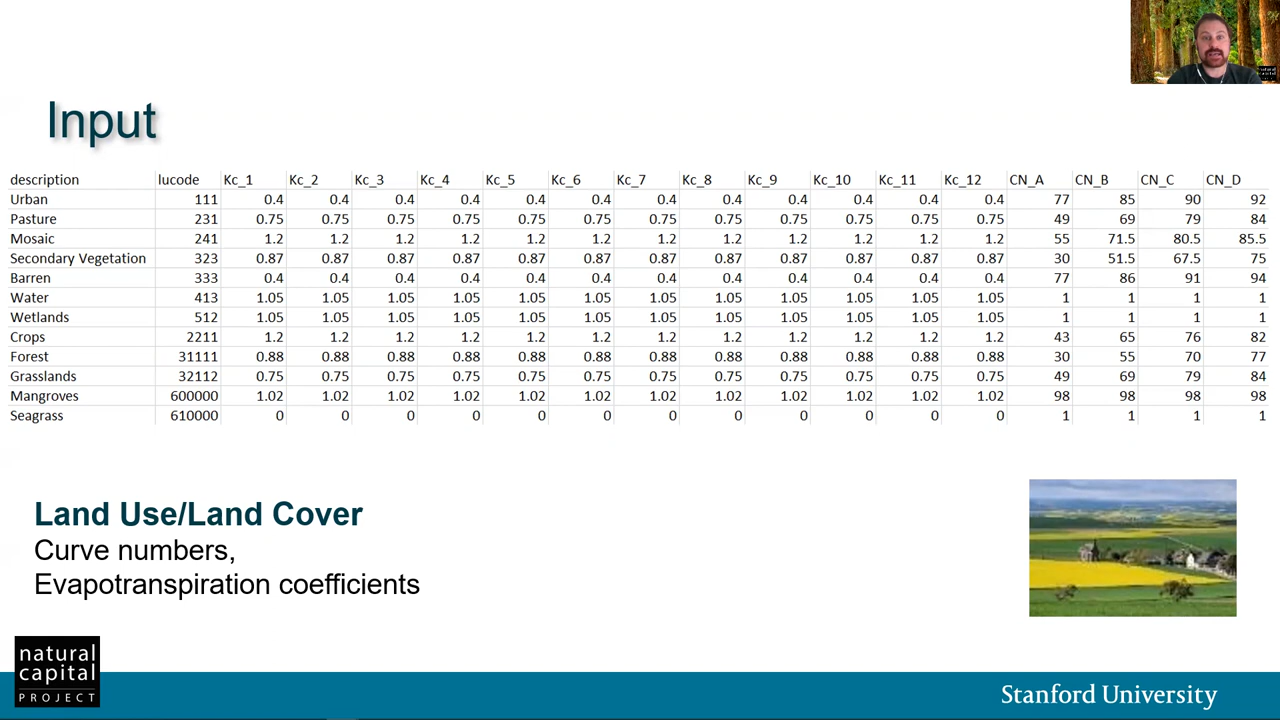 Input
description lucode Kc_1 Kc_2 Kc_3 Kc_4 Kc_5 Kc_6 Kc_7 Kc_8 Kc_9 Kc_10 Kc_11 Kc_12 CN_A CN_B CN_C CN_D
Urban 111 0.4 0.4 0.4 0.4 0.4 0.4 0.4 0.4 0.4 0.4 0.4 0.4 77 85 90 92
Pasture 231 0.75 0.75 0.75 0.75 0.75 0.75 0.75 0.75 0.75 0.75 0.75 0.75 49 69 79 84
Mosaic 241 1.2 1.2 1.2 1.2 1.2 1.2 1.2 1.2 1.2 1.2 1.2 1.2 55 71.5 80.5 85.5
Secondary Vegetation 323 0.87 0.87 0.87 0.87 0.87 0.87 0.87 0.87 0.87 0.87 0.87 0.87 30 51.5 67.5 75
Barren 333 0.4 0.4 0.4 0.4 0.4 0.4 0.4 0.4 0.4 0.4 0.4 0.4 77 86 91 94
Water 413 1.05 1.05 1.05 1.05 1.05 1.05 1.05 1.05 1.05 1.05 1.05 1.05 1 1 1 1
Wetlands 512 1.05 1.05 1.05 1.05 1.05 1.05 1.05 1.05 1.05 1.05 1.05 1.05 1 1 1 1
Crops 2211 1.2 1.2 1.2 1.2 1.2 1.2 1.2 1.2 1.2 1.2 1.2 1.2 43 65 76 82
Forest 31111 0.88 0.88 0.88 0.88 0.88 0.88 0.88 0.88 0.88 0.88 0.88 0.88 30 55 70 77
Grasslands 32112 0.75 0.75 0.75 0.75 0.75 0.75 0.75 0.75 0.75 0.75 0.75 0.75 49 69 79 84
Mangroves 600000 1.02 1.02 1.02 1.02 1.02 1.02 1.02 1.02 1.02 1.02 1.02 1.02 98 98 98 98
Seagrass 610000 0 0 0 0 0 0 0 0 0 0 0 0 1 1 1 1
Land Use/Land Cover
Curve numbers,
Evapotranspiration coefficients
natural
capital
PROJECT
Stanford University